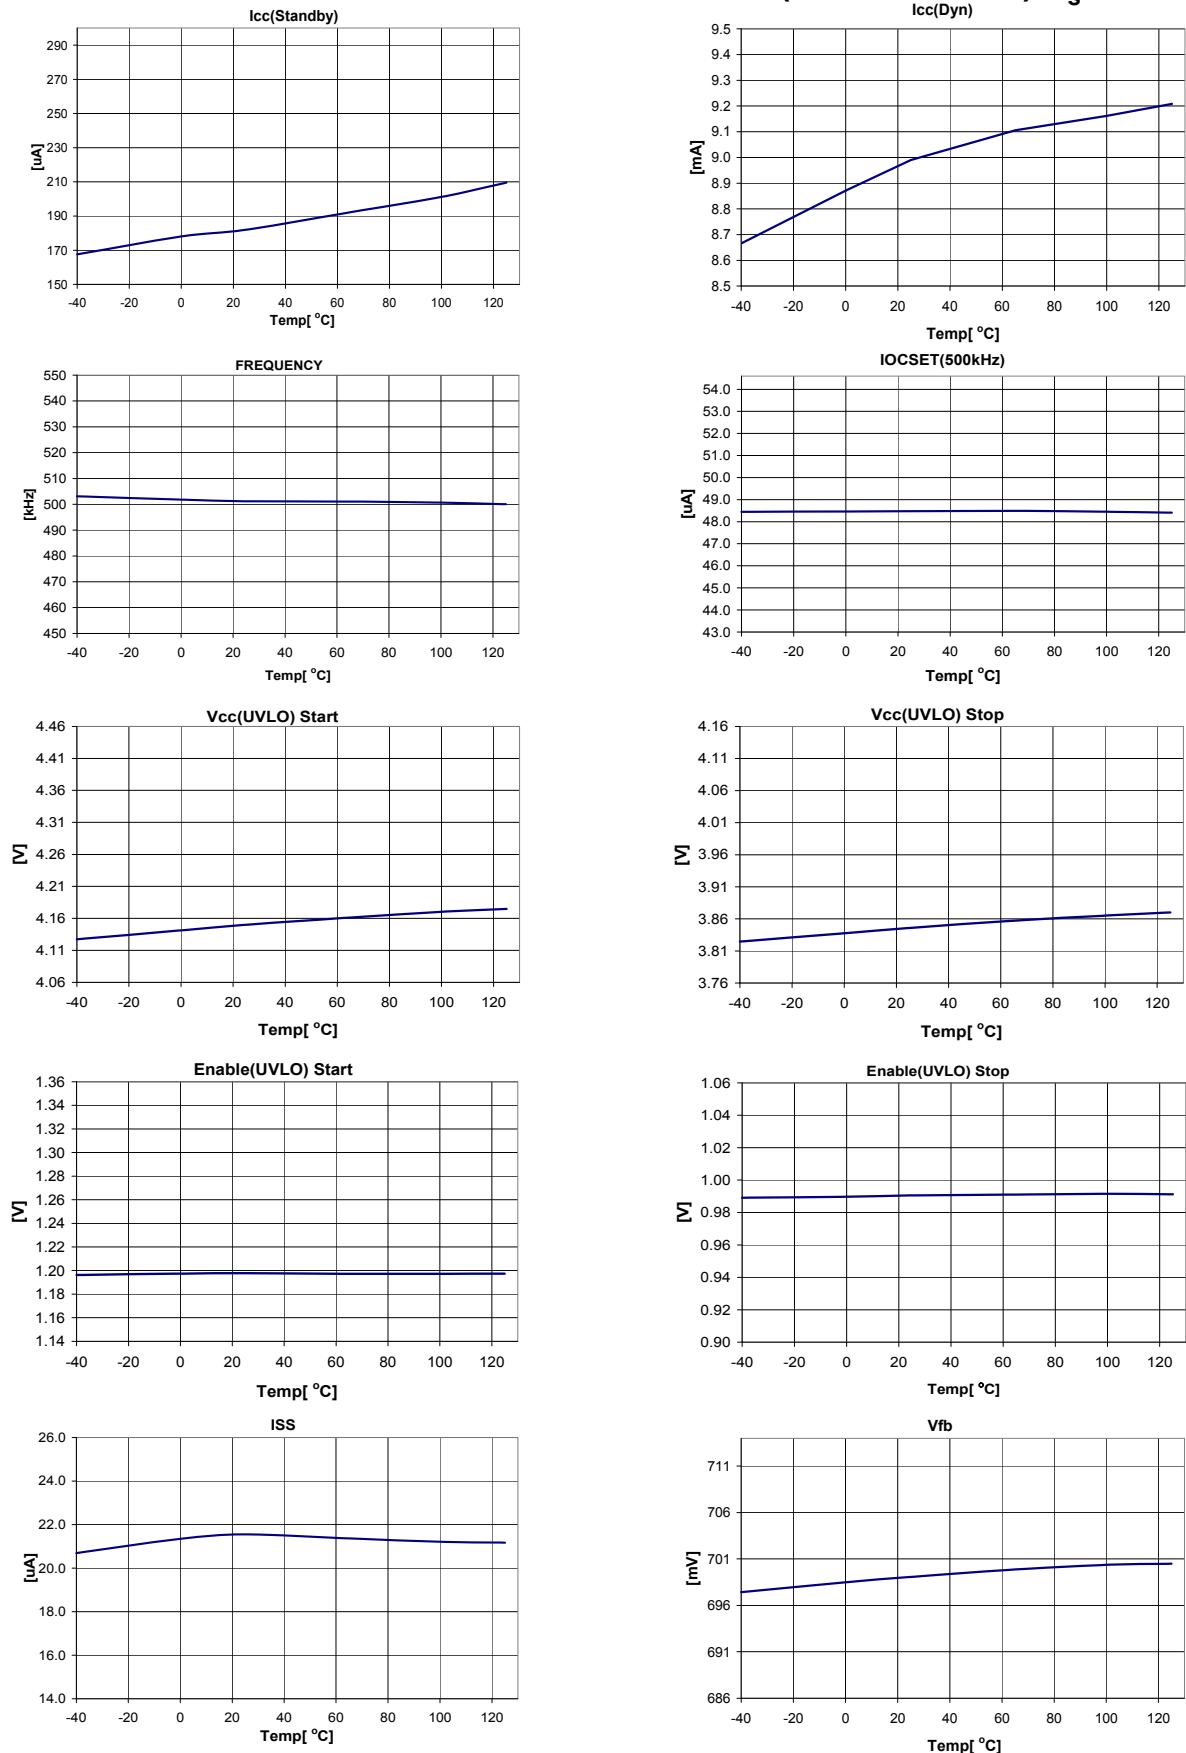 Icc(Standby)
290
270
250
230
210
190
170
150
[uA]
-40 -20 0 20 40 60 80 100 120
Temp[ °C]
Icc(Dyn)
9.5
9.4
9.3
9.2
9.1
9.0
8.9
8.8
8.7
8.6
8.5
[mA]
-40 -20 0 20 40 60 80 100 120
Temp[ °C]
FREQUENCY
550
540
530
520
510
500
490
480
470
460
450
[kHz]
-40 -20 0 20 40 60 80 100 120
Temp[ °C]
IOCSET(500kHz)
54.0
53.0
52.0
51.0
50.0
49.0
48.0
47.0
46.0
45.0
44.0
43.0
[uA]
-40 -20 0 20 40 60 80 100 120
Temp[ °C]
Vcc(UVLO) Start
4.46
4.41
4.36
4.31
4.26
4.21
4.16
4.11
4.06
[V]
-40 -20 0 20 40 60 80 100 120
Temp[ °C]
Vcc(UVLO) Stop
4.16
4.11
4.06
4.01
3.96
3.91
3.86
3.81
3.76
[V]
-40 -20 0 20 40 60 80 100 120
Temp[ °C]
Enable(UVLO) Start
1.36
1.34
1.32
1.30
1.28
1.26
1.24
1.22
1.20
1.18
1.16
1.14
[V]
-40 -20 0 20 40 60 80 100 120
Temp[ °C]
Enable(UVLO) Stop
1.06
1.04
1.02
1.00
0.98
0.96
0.94
0.92
0.90
[V]
-40 -20 0 20 40 60 80 100 120
Temp[ °C]
ISS
26.0
24.0
22.0
20.0
18.0
16.0
14.0
[uA]
-40 -20 0 20 40 60 80 100 120
Temp[ °C]
Vfb
711
706
701
696
691
686
[mV]
-40 -20 0 20 40 60 80 100 120
Temp[ °C]